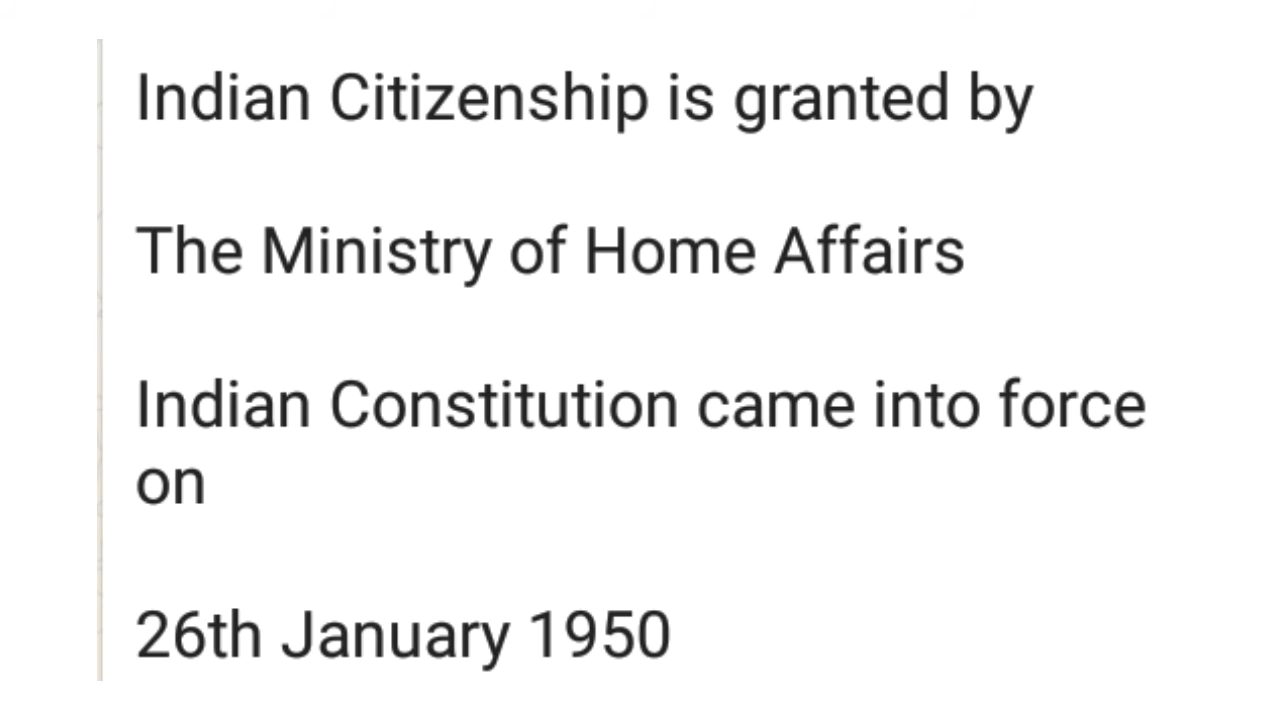 Indian Citizenship is granted by
The Ministry of Home Affairs
Indian Constitution came into force
on
26th January 1950